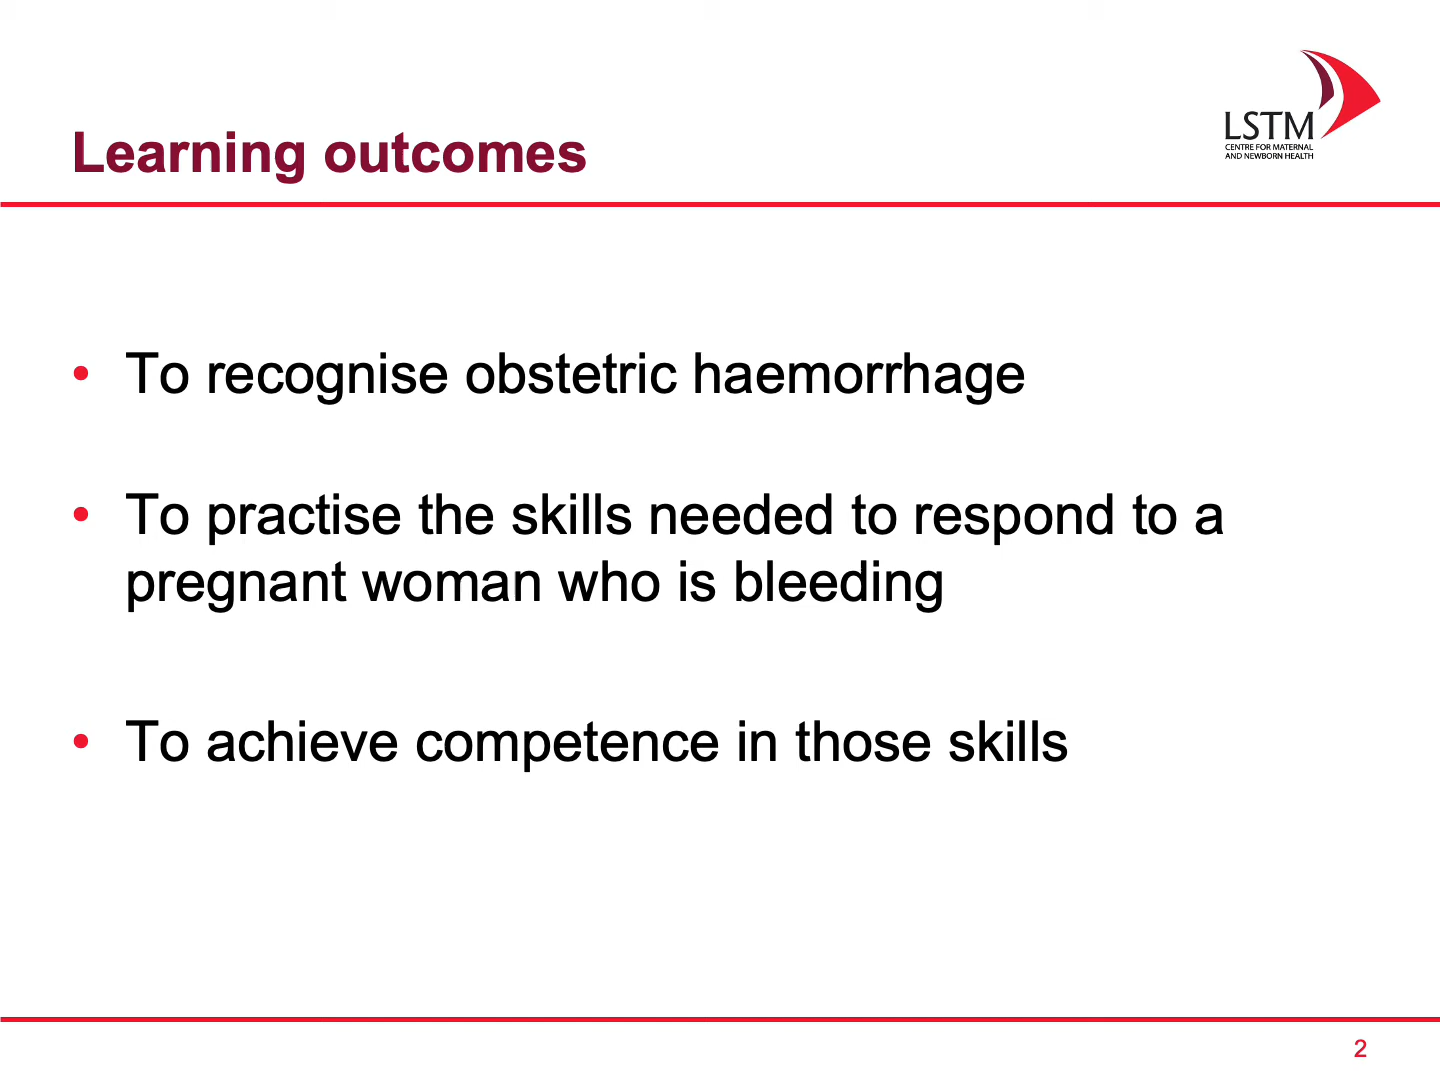 Learning outcomes
LSTM
CENTRE FOR MATERNAL
AND NEWBORN HEALTH
• To recognise obstetric haemorrhage
• To practise the skills needed to respond to a
pregnant woman who is bleeding
• To achieve competence in those skills
2